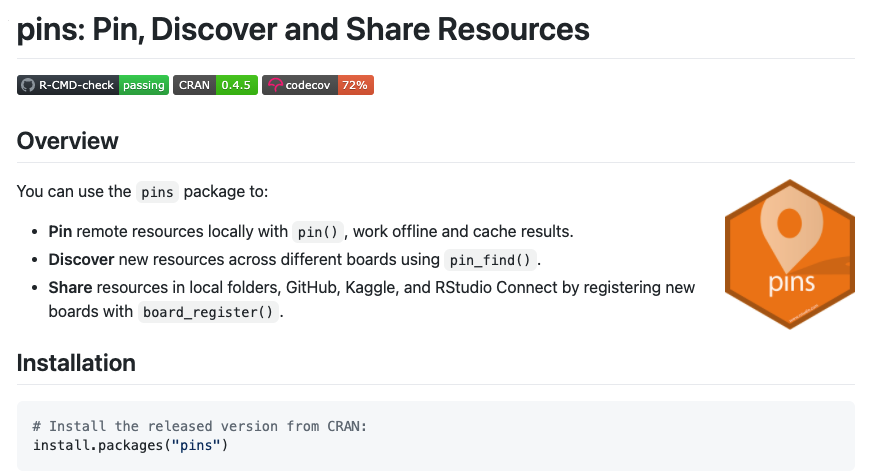 pins: Pin, Discover and Share Resources
R-CMD-check passing CRAN 0.4.5 codecov 72%
Overview
You can use the pins package to:
• Pin remote resources locally with pin() , work offline and cache results.
• Discover new resources across different boards using pin_find() .
• Share resources in local folders, GitHub, Kaggle, and RStudio Connect by registering new
boards with board_register() .
pins
Installation
# Install the released version from CRAN:
install.packages("pins")